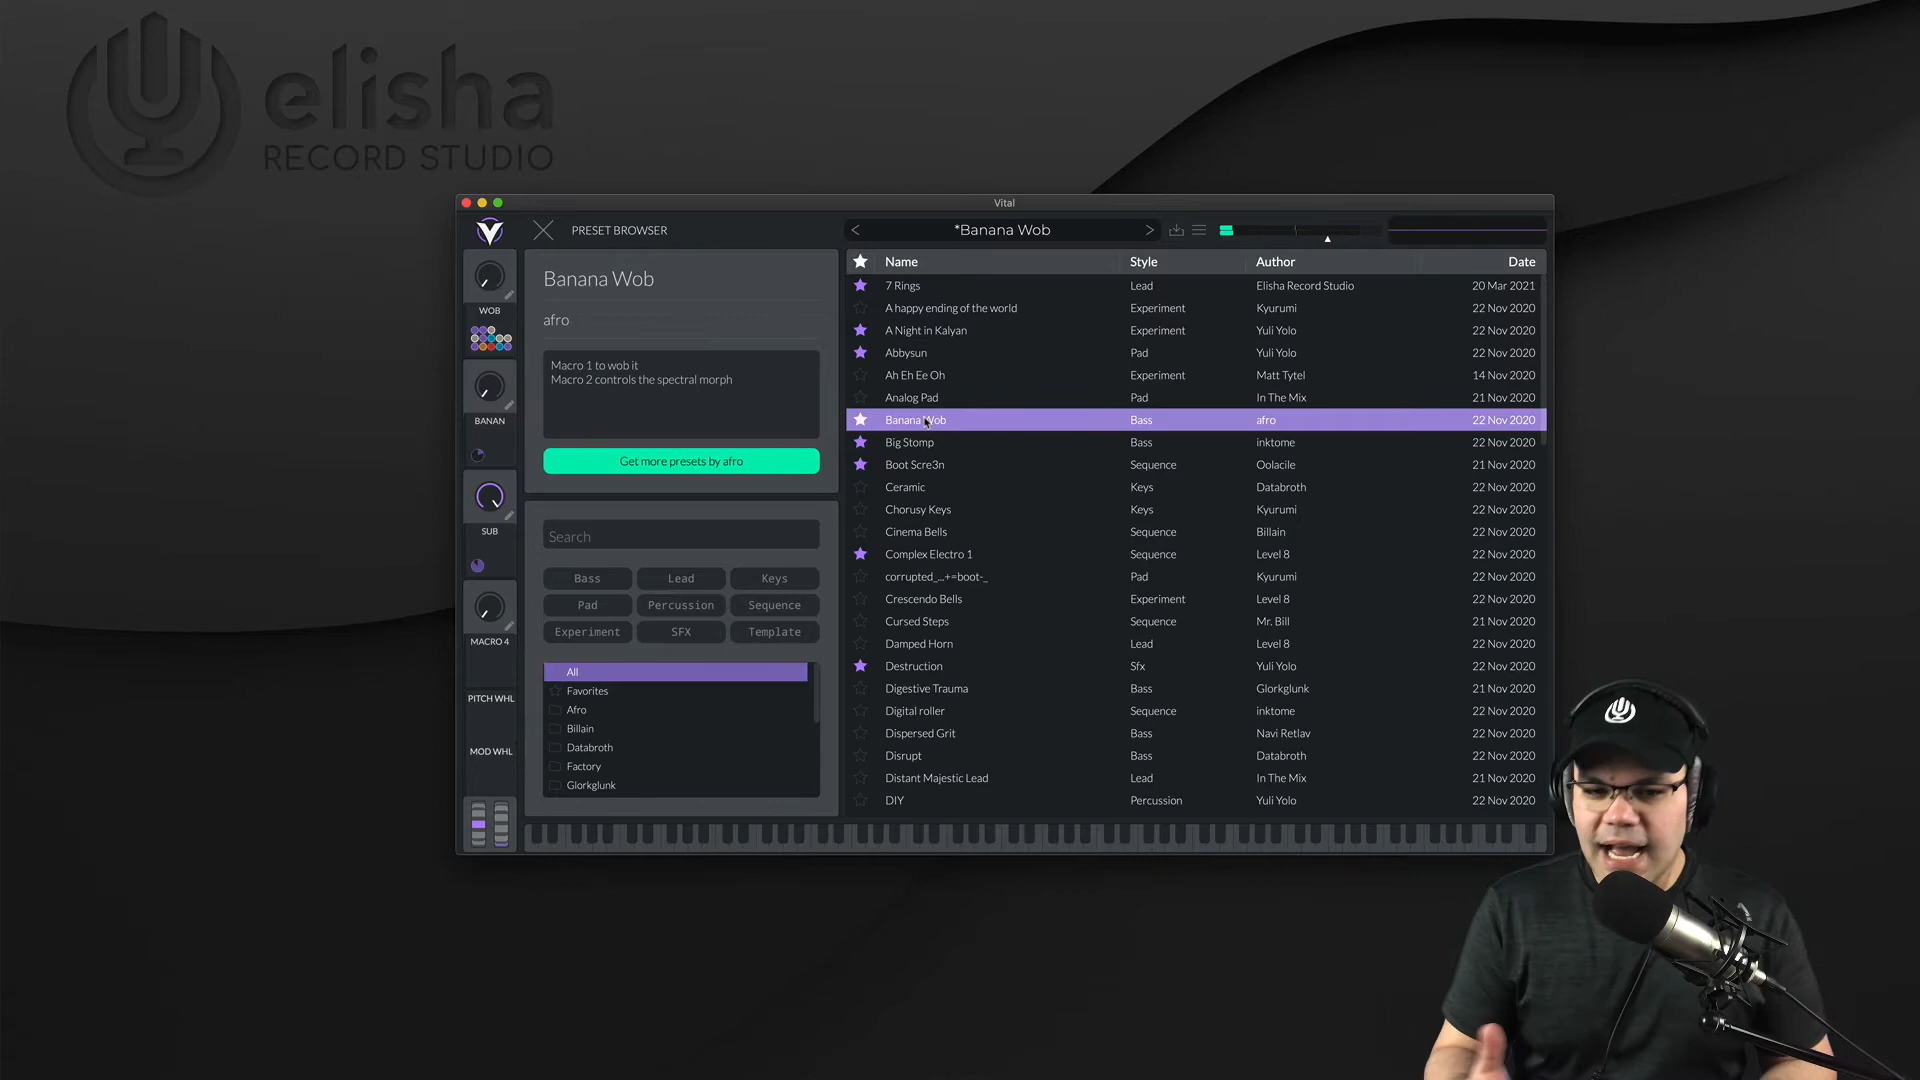 elisha
RECORD STUDIO
Vital
PRESET BROWSER
*Banana Wob
WOB
BANAN
SUB
MACRO 4
PITCH WHL
MOD WHL
Banana Wob
afro
Macro 1 to wob it
Macro 2 controls the spectral morph
Get more presets by afro
Search
Bass Lead Keys
Pad Percussion Sequence
Experiment SFX Template
All
Favorites
Afro
Billain
Databroth
Factory
Glorkglunk
Name Style Author Date
7 Rings Lead Elisha Record Studio 20 Mar 2021
A happy ending of the world Experiment Kyurumi 22 Nov 2020
A Night in Kalyan Experiment Yuli Yolo 22 Nov 2020
Abbysun Pad Yuli Yolo 22 Nov 2020
Ah Eh Ee Oh Experiment Matt Tytel 14 Nov 2020
Analog Pad Pad In The Mix 21 Nov 2020
Banana Wob Bass afro 22 Nov 2020
Big Stomp Bass inktome 22 Nov 2020
Boot Scre3n Sequence Oolacile 22 Nov 2020
Ceramic Keys Databroth 22 Nov 2020
Chorusy Keys Keys Kyurumi 22 Nov 2020
Cinema Bells Sequence Billain 22 Nov 2020
Complex Electro 1 Sequence Level 8 22 Nov 2020
corrupted_...+=boot-_ Pad Kyurumi 22 Nov 2020
Crescendo Bells Experiment Level 8 22 Nov 2020
Cursed Steps Sequence Mr. Bill 21 Nov 2020
Damped Horn Lead Level 8 22 Nov 2020
Destruction Sfx Yuli Yolo 22 Nov 2020
Digestive Trauma Bass Glorkglunk 21 Nov 2020
Digital roller Sequence inktome 22 Nov 2020
Dispersed Grit Bass Navi Retlav 22 Nov 2020
Disrupt Bass Databroth 22 Nov 2020
Distant Majestic Lead Lead In The Mix 21 Nov 2020
DIY Percussion Yuli Yolo 22 Nov 2020